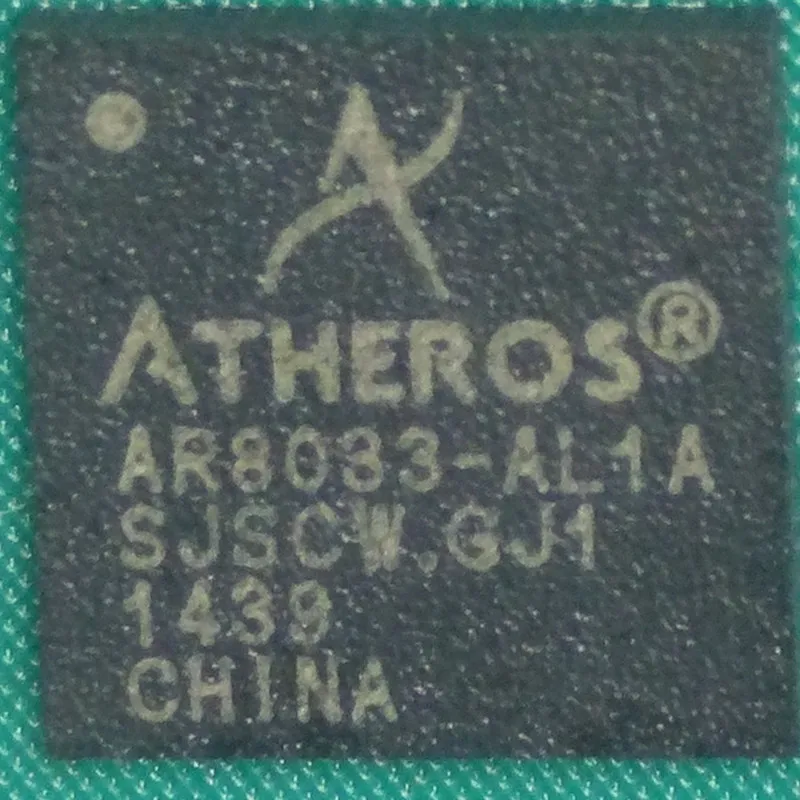 ATHEROS®
AR8033-AL1A
SJSCW.GJ1
1439
CHINA